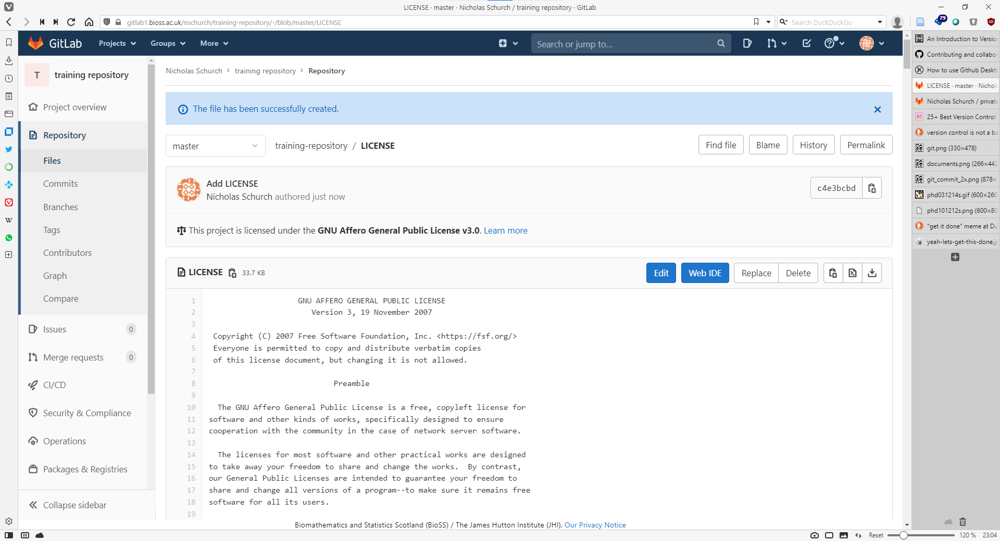 LICENSE · master · Nicholas Schurch / training repository · GitLab
gitlab1.bioss.ac.uk/nschurch/training-repository/-/blob/master/LICENSE
Search DuckDuckGo
79
GitLab
Projects
Groups
More
Search or jump to...
T
training repository
Project overview
Repository
Files
Commits
Branches
Tags
Contributors
Graph
Compare
Issues 0
Merge requests 0
CI/CD
Security & Compliance
Operations
Packages & Registries
Collapse sidebar
Nicholas Schurch > training repository > Repository
The file has been successfully created.
master
training-repository / LICENSE
Find file
Blame
History
Permalink
Add LICENSE
Nicholas Schurch authored just now
c4e3bcbd
This project is licensed under the GNU Affero General Public License v3.0. Learn more
LICENSE 33.7 KB
Edit
Web IDE
Replace
Delete
1 GNU AFFERO GENERAL PUBLIC LICENSE
2 Version 3, 19 November 2007
3
4 Copyright (C) 2007 Free Software Foundation, Inc. <https://fsf.org/>
5 Everyone is permitted to copy and distribute verbatim copies
6 of this license document, but changing it is not allowed.
7
8 Preamble
9
10 The GNU Affero General Public License is a free, copyleft license for
11 software and other kinds of works, specifically designed to ensure
12 cooperation with the community in the case of network server software.
13
14 The licenses for most software and other practical works are designed
15 to take away your freedom to share and change the works.  By contrast,
16 our General Public Licenses are intended to guarantee your freedom to
17 share and change all versions of a program--to make sure it remains free
18 software for all its users.
19
Biomathematics and Statistics Scotland (BioSS) / The James Hutton Institute (JHI), Our Privacy Notice
An Introduction to Versio
Contributing and collabo
How to use Github Deskt
LICENSE · master · Nichola
Nicholas Schurch / private
25+ Best Version Control
version control is not a ba
git.png (330×478)
documents.png (266×442
git_commit_2x.png (878×
phd031214s.gif (600×260
phd101212s.png (600×80
"get it done" meme at Du
yeah-lets-get-this-done.j
Reset
120 %
23:04